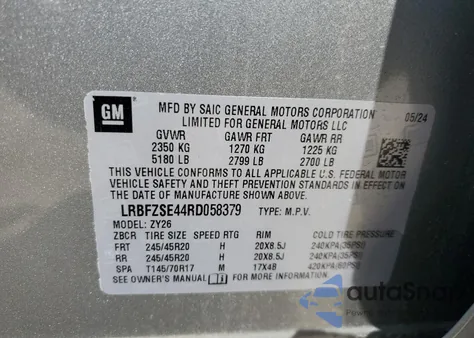 GM
MFD BY SAIC GENERAL MOTORS CORPORATION 05/24
LIMITED FOR GENERAL MOTORS LLC
GVWR GAWR FRT GAWR RR
2350 KG 1270 KG 1225 KG
5180 LB 2799 LB 2700 LB
THIS VEHICLE CONFORMS TO ALL APPLICABLE U.S.
FEDERAL MOTOR VEHICLE SAFETY, BUMPER, AND
THEFT PREVENTION STANDARDS IN EFFECT ON THE
DATE OF MANUFACTURE SHOWN ABOVE.
LRBFZSE44RD058379 TYPE: M.P.V.
MODEL: ZY26
ZBCR TIRE SIZE SPEED RTG RIM
FRT 245/45R20 H 20X8.5J 240KPA(35PSI)
RR 245/45R20 H 20X8.5J 240KPA(35PSI)
SPA T145/70R17 M 17X4B 420KPA(60PSI)
SEE OWNER'S MANUAL FOR MORE INFORMATION.
autoSnap